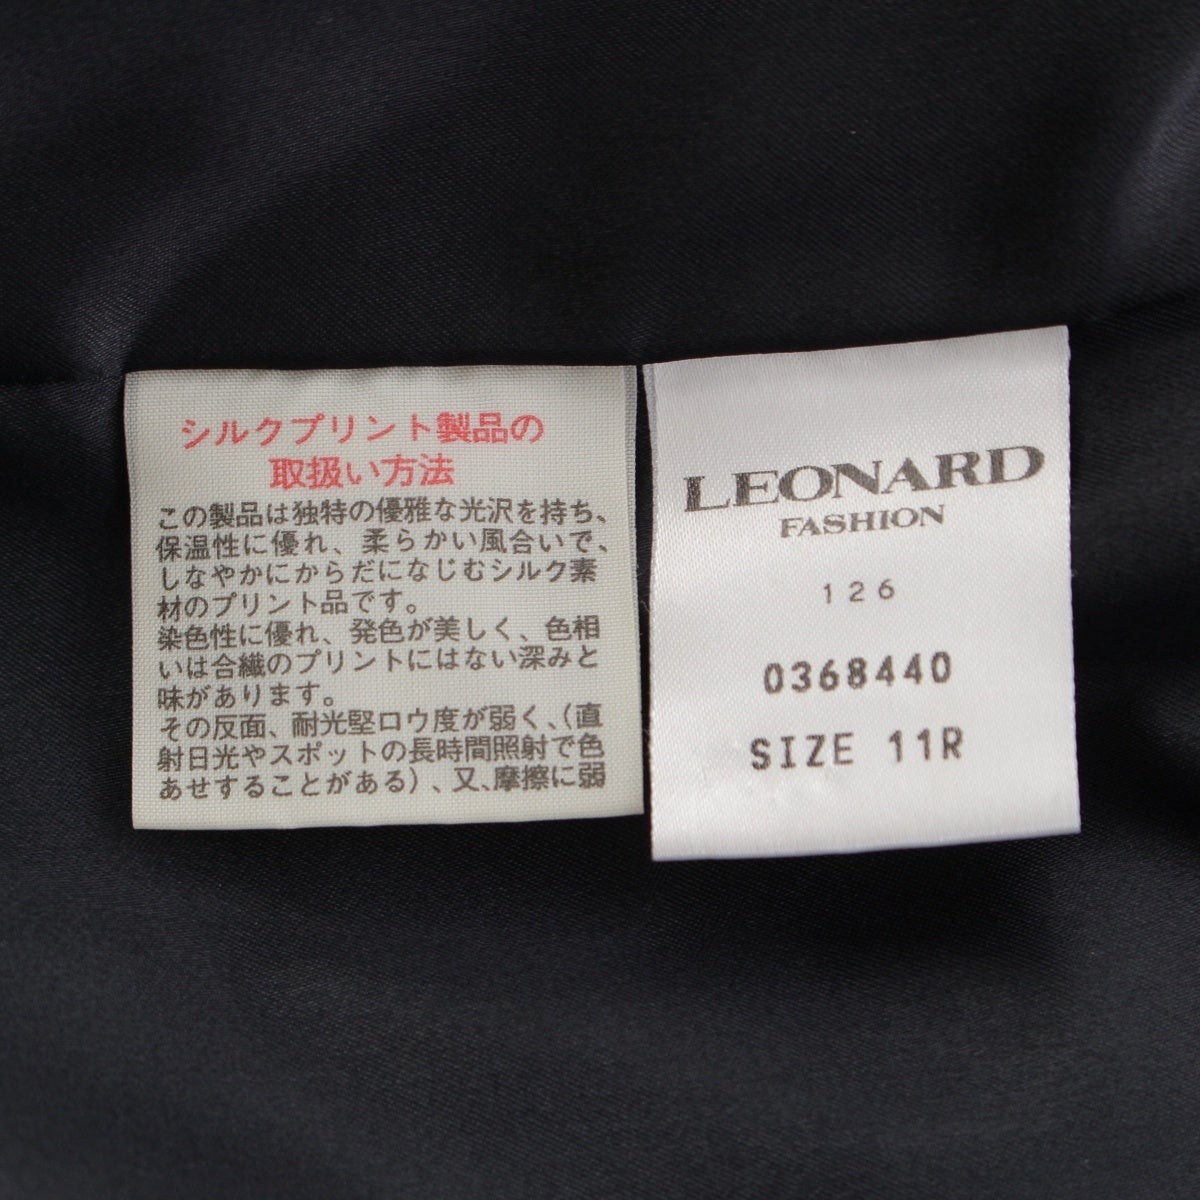 シルクプリント製品の
取扱い方法
この製品は独特の優雅な光沢を持ち、
保温性に優れ、柔らかい風合いで、
しなやかにからだになじむシルク素
材のプリント品です。
染色性に優れ、発色が美しく、色相
いは合繊のプリントにはない深みと
味があります。
その反面、耐光堅ロウ度が弱く、（直
射日光やスポットの長時間照射で色
あせすることがある）、又、摩擦に弱
LEONARD
FASHION
126
0368440
SIZE 11R